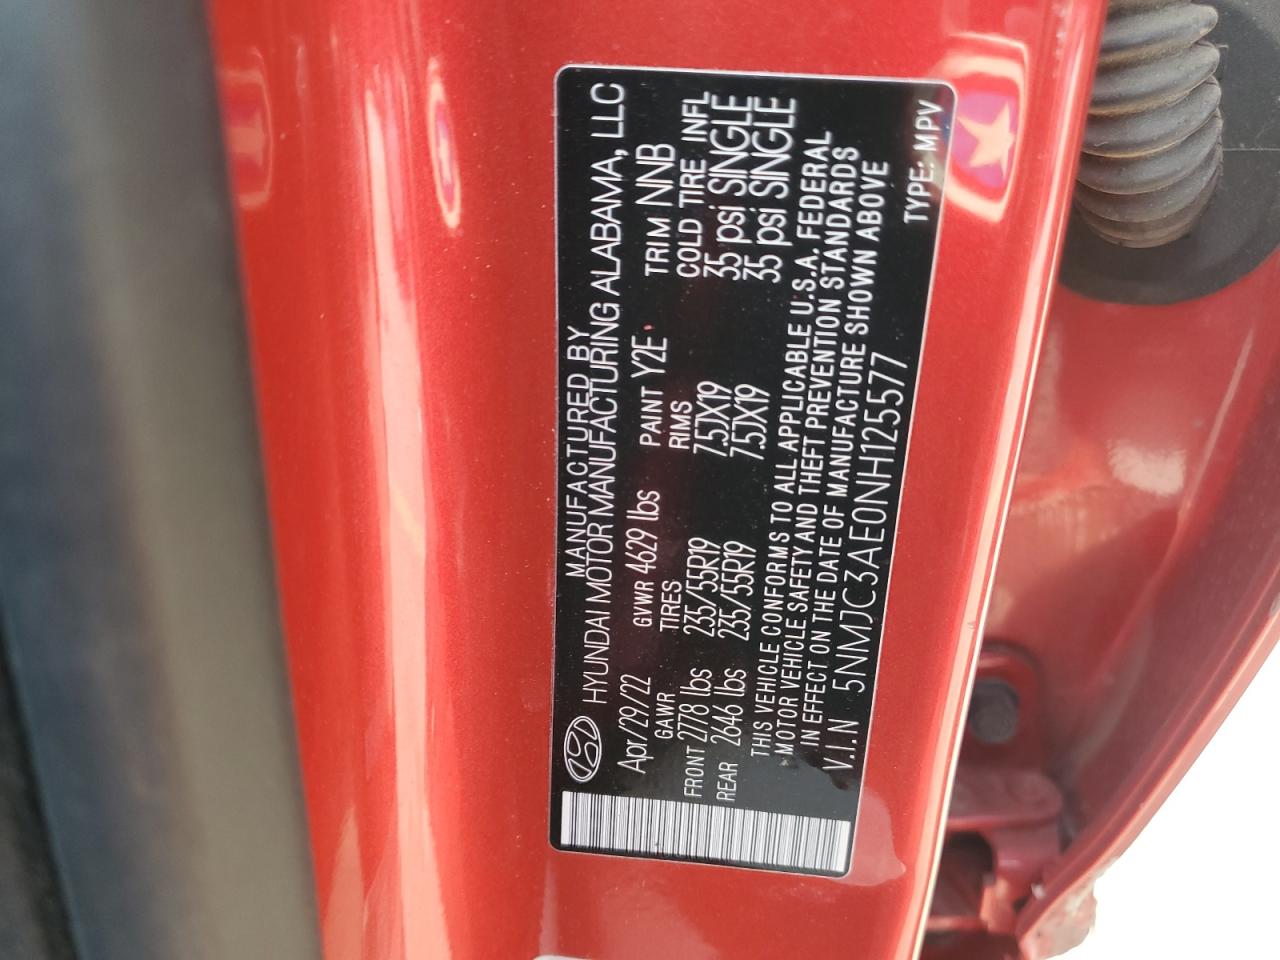 MANUFACTURED BY
HYUNDAI MOTOR MANUFACTURING ALABAMA, LLC
Apr/29/22 GVWR 4629 lbs PAINT Y2E TRIM NNB
GAWR TIRES RIMS COLD TIRE INFL
FRONT 2778 lbs 235/55R19 7.5JX19 35 psi SINGLE
REAR 2646 lbs 235/55R19 7.5JX19 35 psi SINGLE
THIS VEHICLE CONFORMS TO ALL APPLICABLE U.S.A. FEDERAL
MOTOR VEHICLE SAFETY AND THEFT PREVENTION STANDARDS
IN EFFECT ON THE DATE OF MANUFACTURE SHOWN ABOVE
V.I.N 5NMJC3AE0NH125577 TYPE: MPV